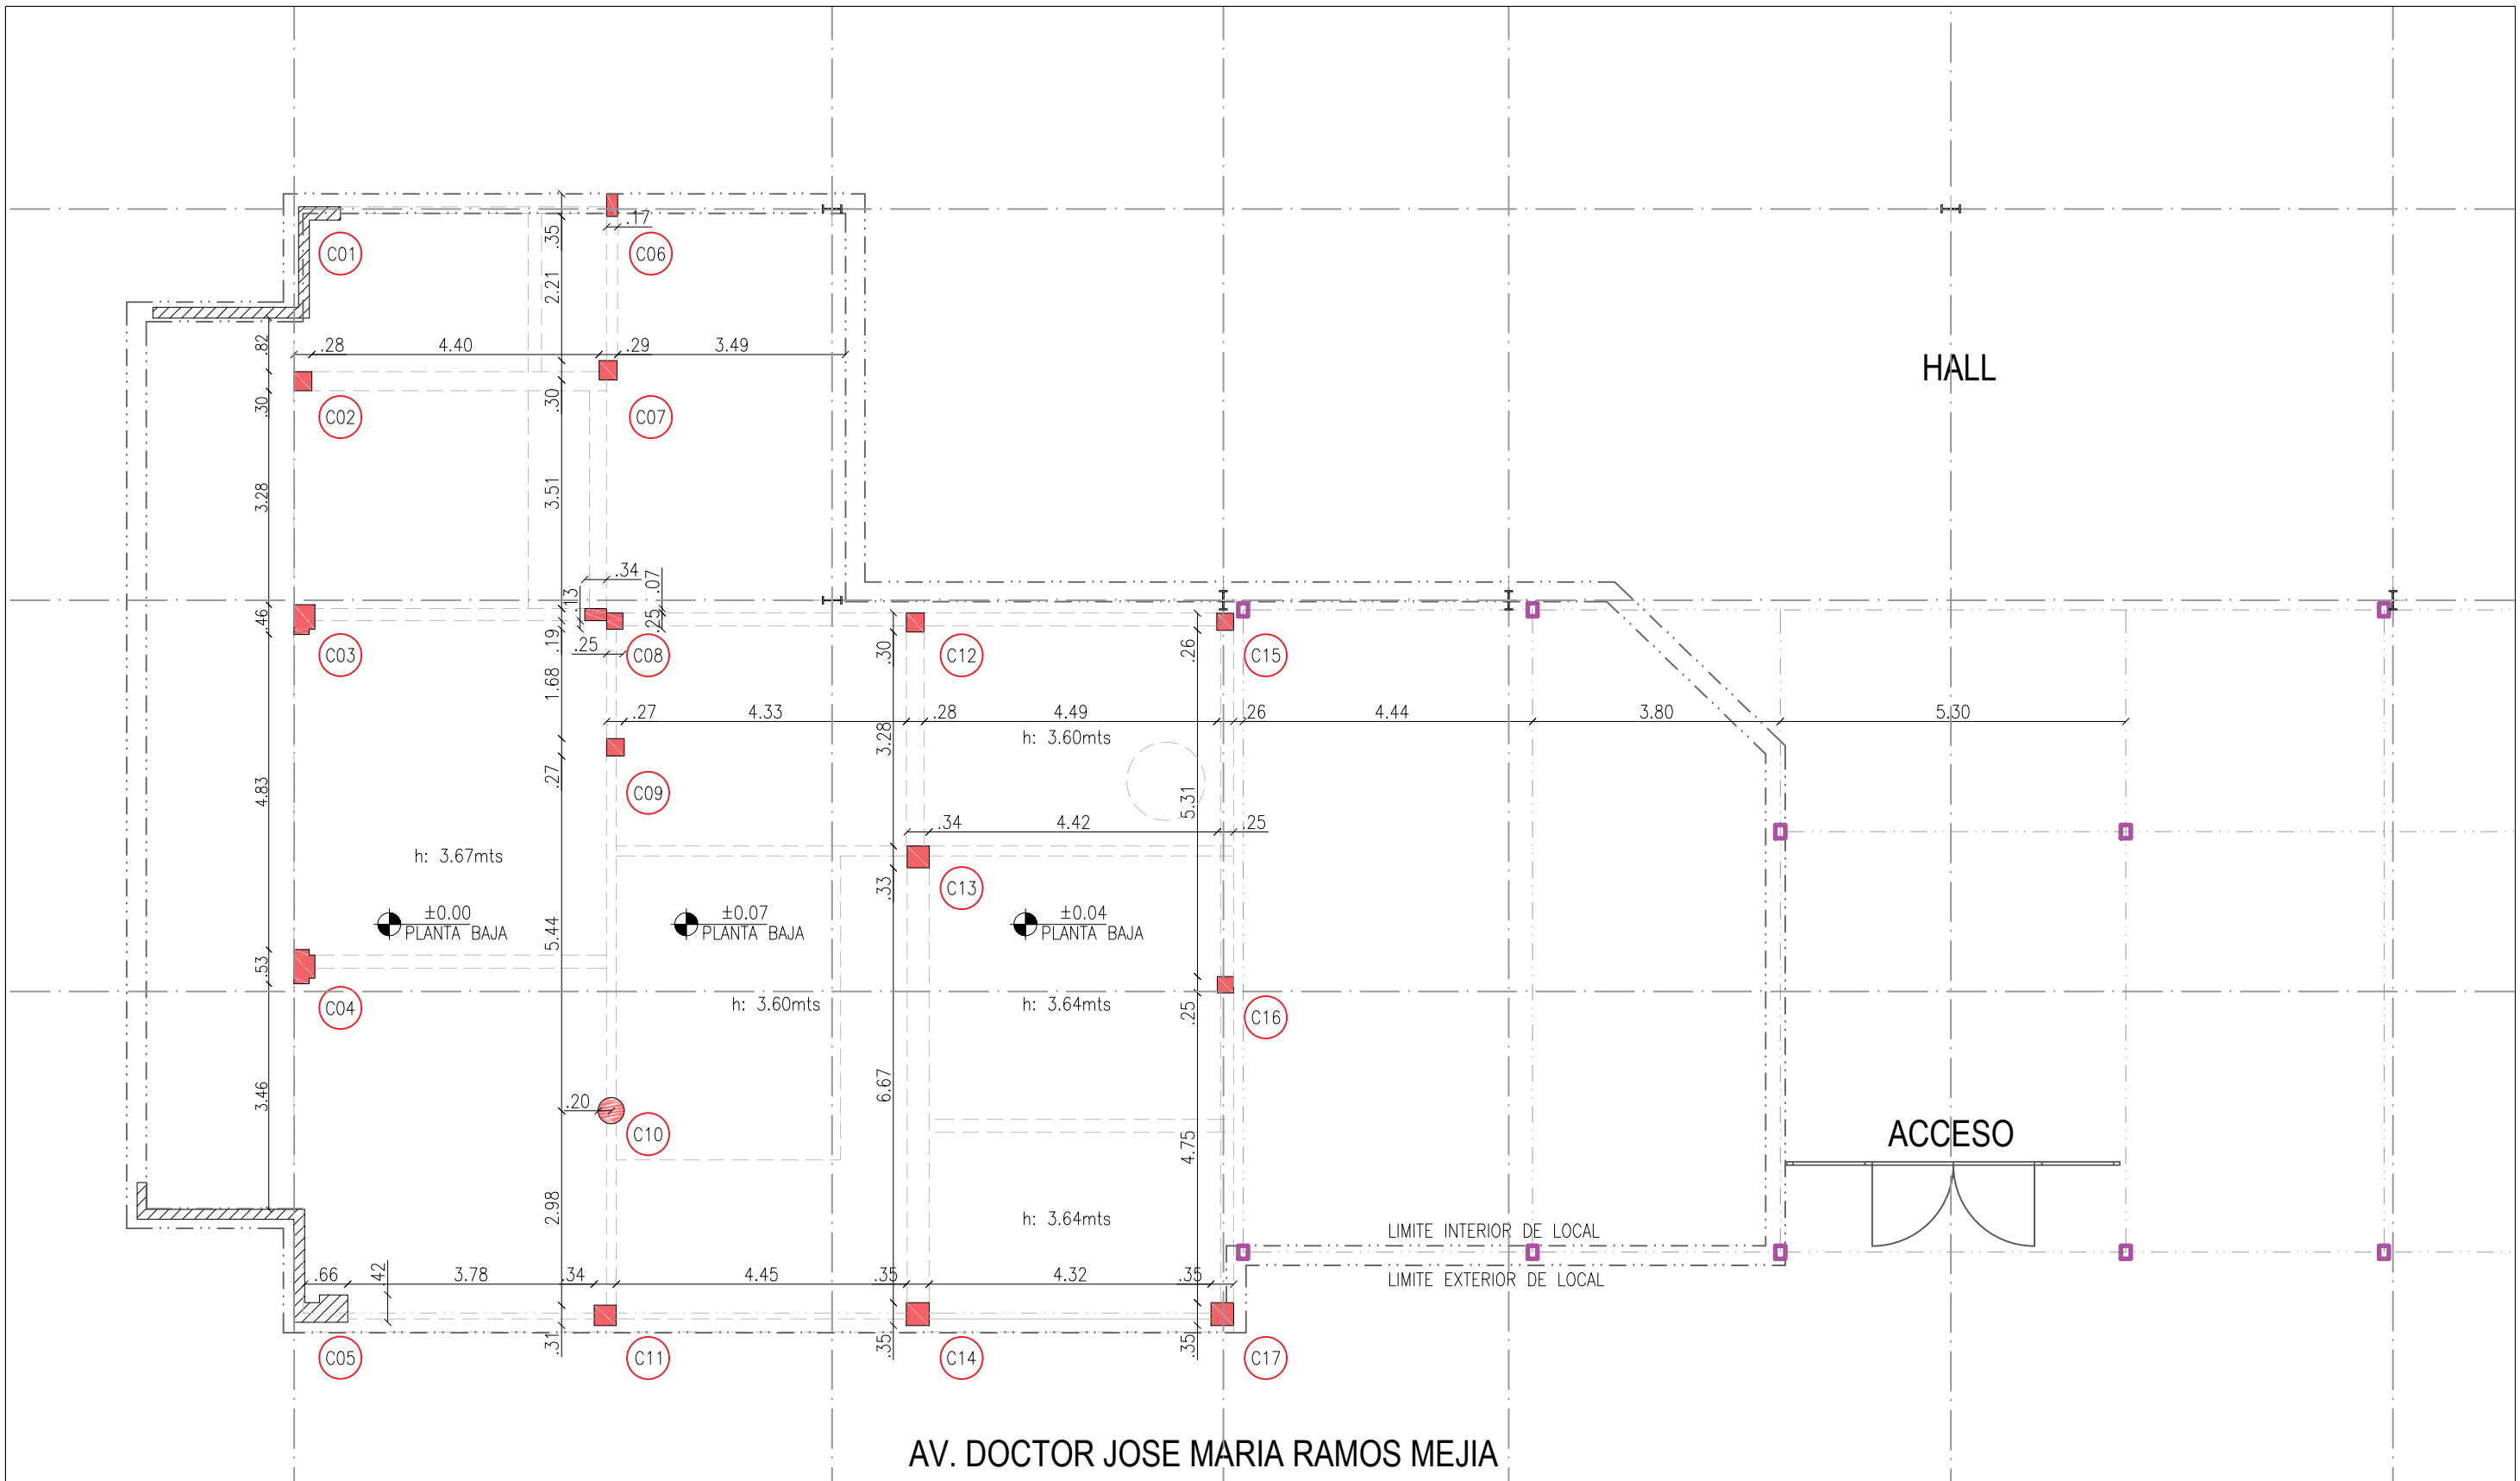 .17
.35
C01
C06
2.21
.82
.28
4.40
.29
3.49
HALL
.30
.30
C02
C07
3.28
3.51
.34
.07
.13
.46
.25
.19
.30
.26
C03
.25
C08
C12
C15
1.68
.27
4.33
.28
4.49
.26
4.44
3.80
5.30
3.28
h: 3.60mts
.27
4.83
C09
5.31
.34
4.42
.25
h: 3.67mts
.33
C13
±0.00
PLANTA BAJA
±0.07
PLANTA BAJA
±0.04
PLANTA BAJA
5.44
.53
C04
h: 3.60mts
h: 3.64mts
.25
C16
3.46
.20
6.67
C10
ACCESO
4.75
2.98
h: 3.64mts
LIMITE INTERIOR DE LOCAL
.66
.42
3.78
.34
4.45
.35
4.32
.35
LIMITE EXTERIOR DE LOCAL
.31
.35
.35
C05
C11
C14
C17
AV. DOCTOR JOSE MARIA RAMOS MEJIA